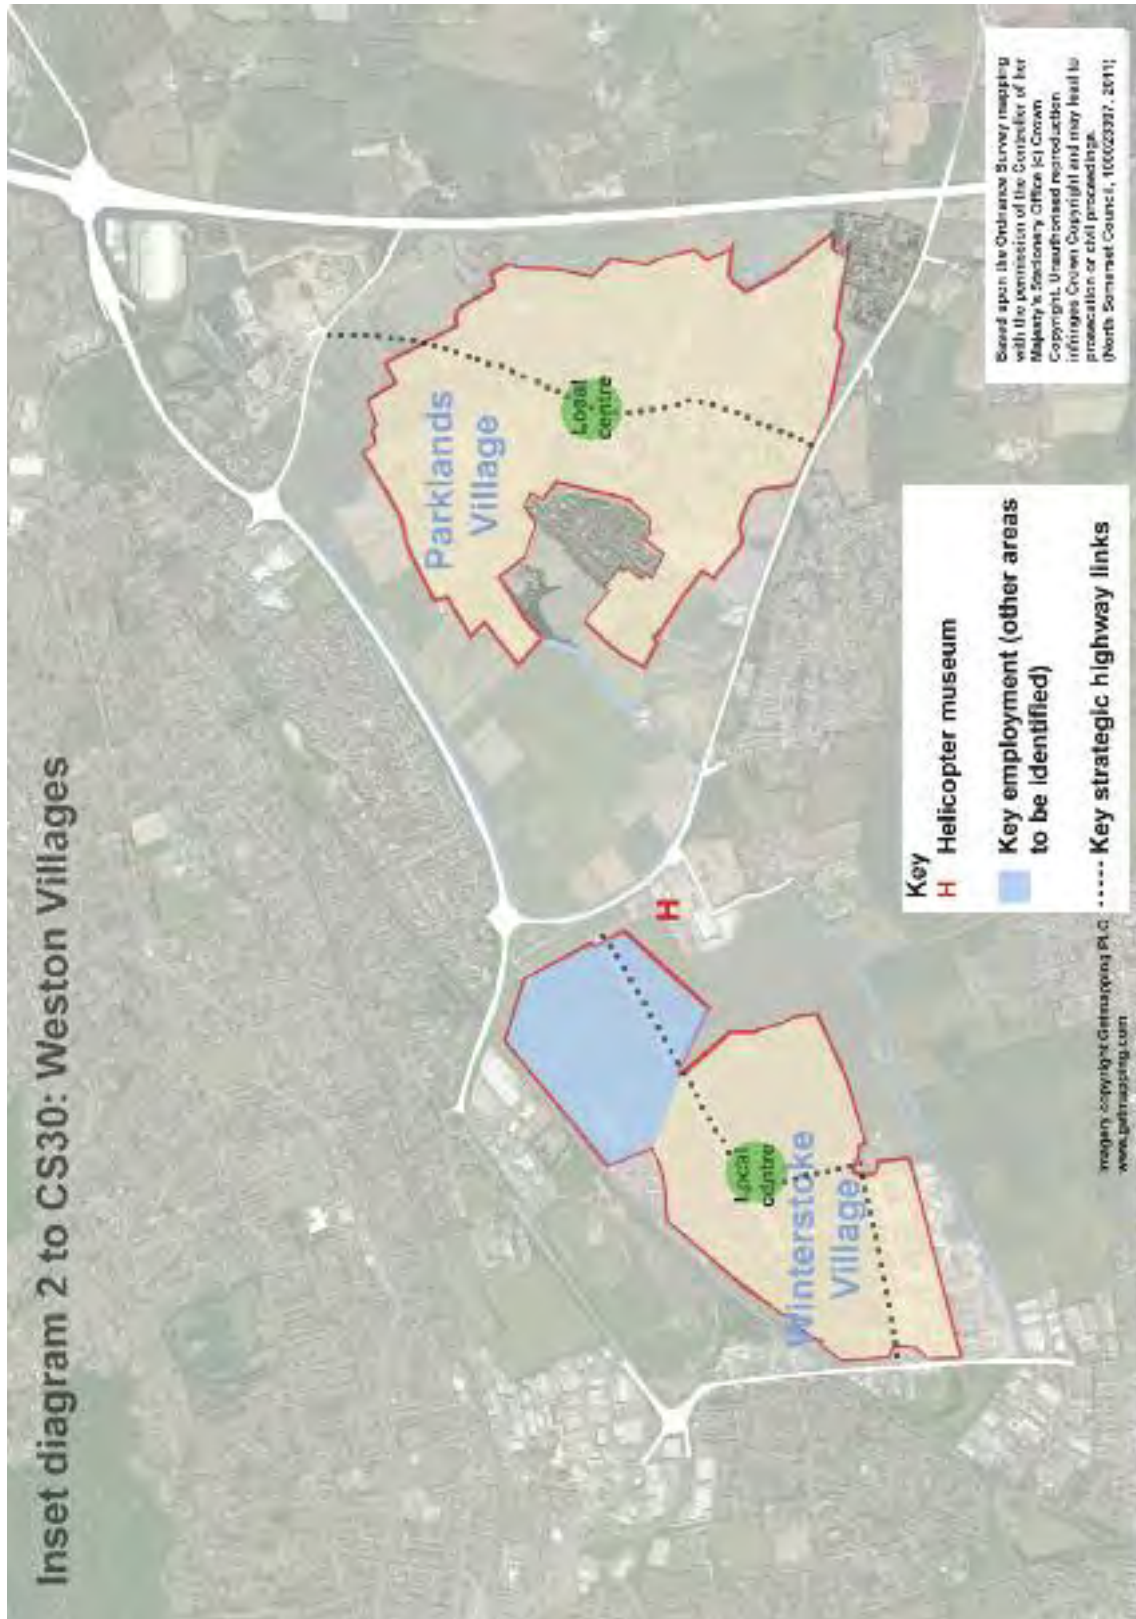 Inset diagram 2 to CS30: Weston Villages
Parklands
Village
Local
centre
Winterstoke
Village
Local
centre
H
Key
H Helicopter museum
Key employment (other areas
to be identified)
Key strategic highway links
Based upon the Ordnance Survey mapping
with the permission of the Controller of her
Majesty's Stationary Office (c) Crown
Copyright. Unauthorised reproduction
infringes Crown Copyright and may lead to
prosecution or civil proceedings.
(North Somerset Council, 100023397, 2011)
Imagery copyright Getmapping PLC
www.getmapping.com